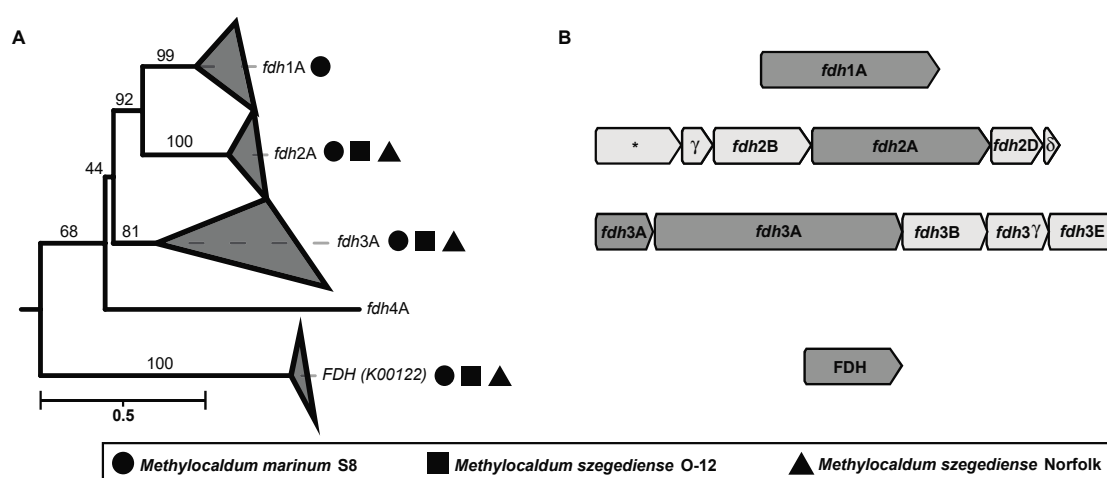 A
B
99
fdh1A
fdh1A
92
100
fdh2A
* γ fdh2B fdh2A fdh2D δ
44
68
81
fdh3A
fdh3A fdh3A fdh3B fdh3γ fdh3E
fdh4A
100
FDH (K00122)
FDH
0.5
Methylocaldum marinum S8 Methylocaldum szegediense O-12 Methylocaldum szegediense Norfolk